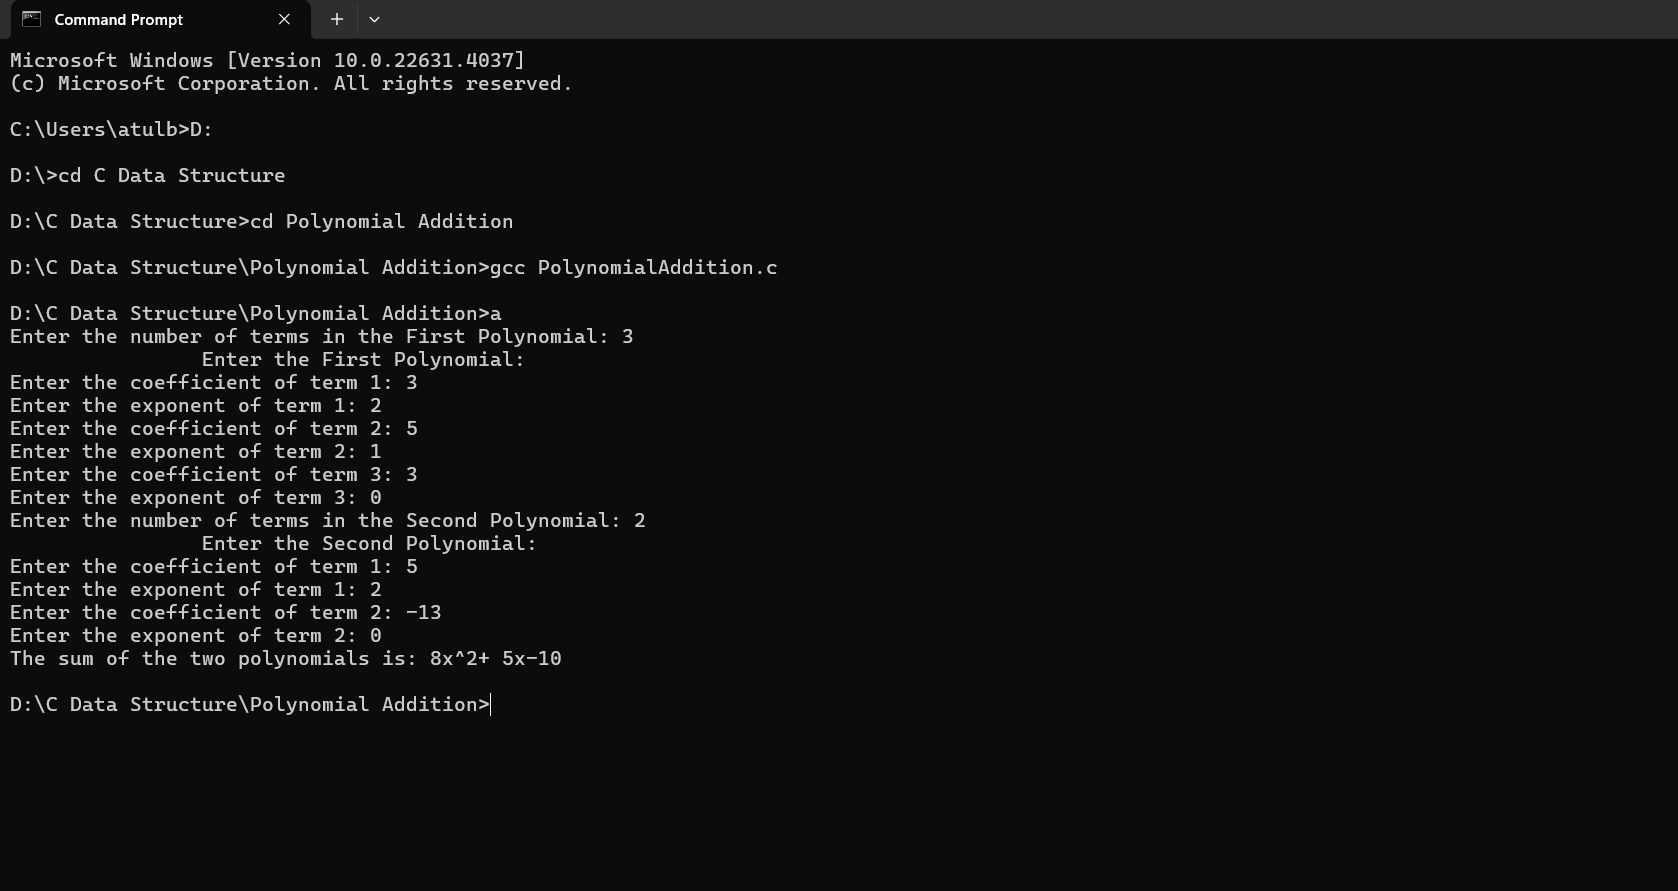 Command Prompt
Microsoft Windows [Version 10.0.22631.4037]
(c) Microsoft Corporation. All rights reserved.
C:\Users\atulb>D:
D:\>cd C Data Structure
D:\C Data Structure>cd Polynomial Addition
D:\C Data Structure\Polynomial Addition>gcc PolynomialAddition.c
D:\C Data Structure\Polynomial Addition>a
Enter the number of terms in the First Polynomial: 3
Enter the First Polynomial:
Enter the coefficient of term 1: 3
Enter the exponent of term 1: 2
Enter the coefficient of term 2: 5
Enter the exponent of term 2: 1
Enter the coefficient of term 3: 3
Enter the exponent of term 3: 0
Enter the number of terms in the Second Polynomial: 2
Enter the Second Polynomial:
Enter the coefficient of term 1: 5
Enter the exponent of term 1: 2
Enter the coefficient of term 2: -13
Enter the exponent of term 2: 0
The sum of the two polynomials is: 8x^2+ 5x-10
D:\C Data Structure\Polynomial Addition>